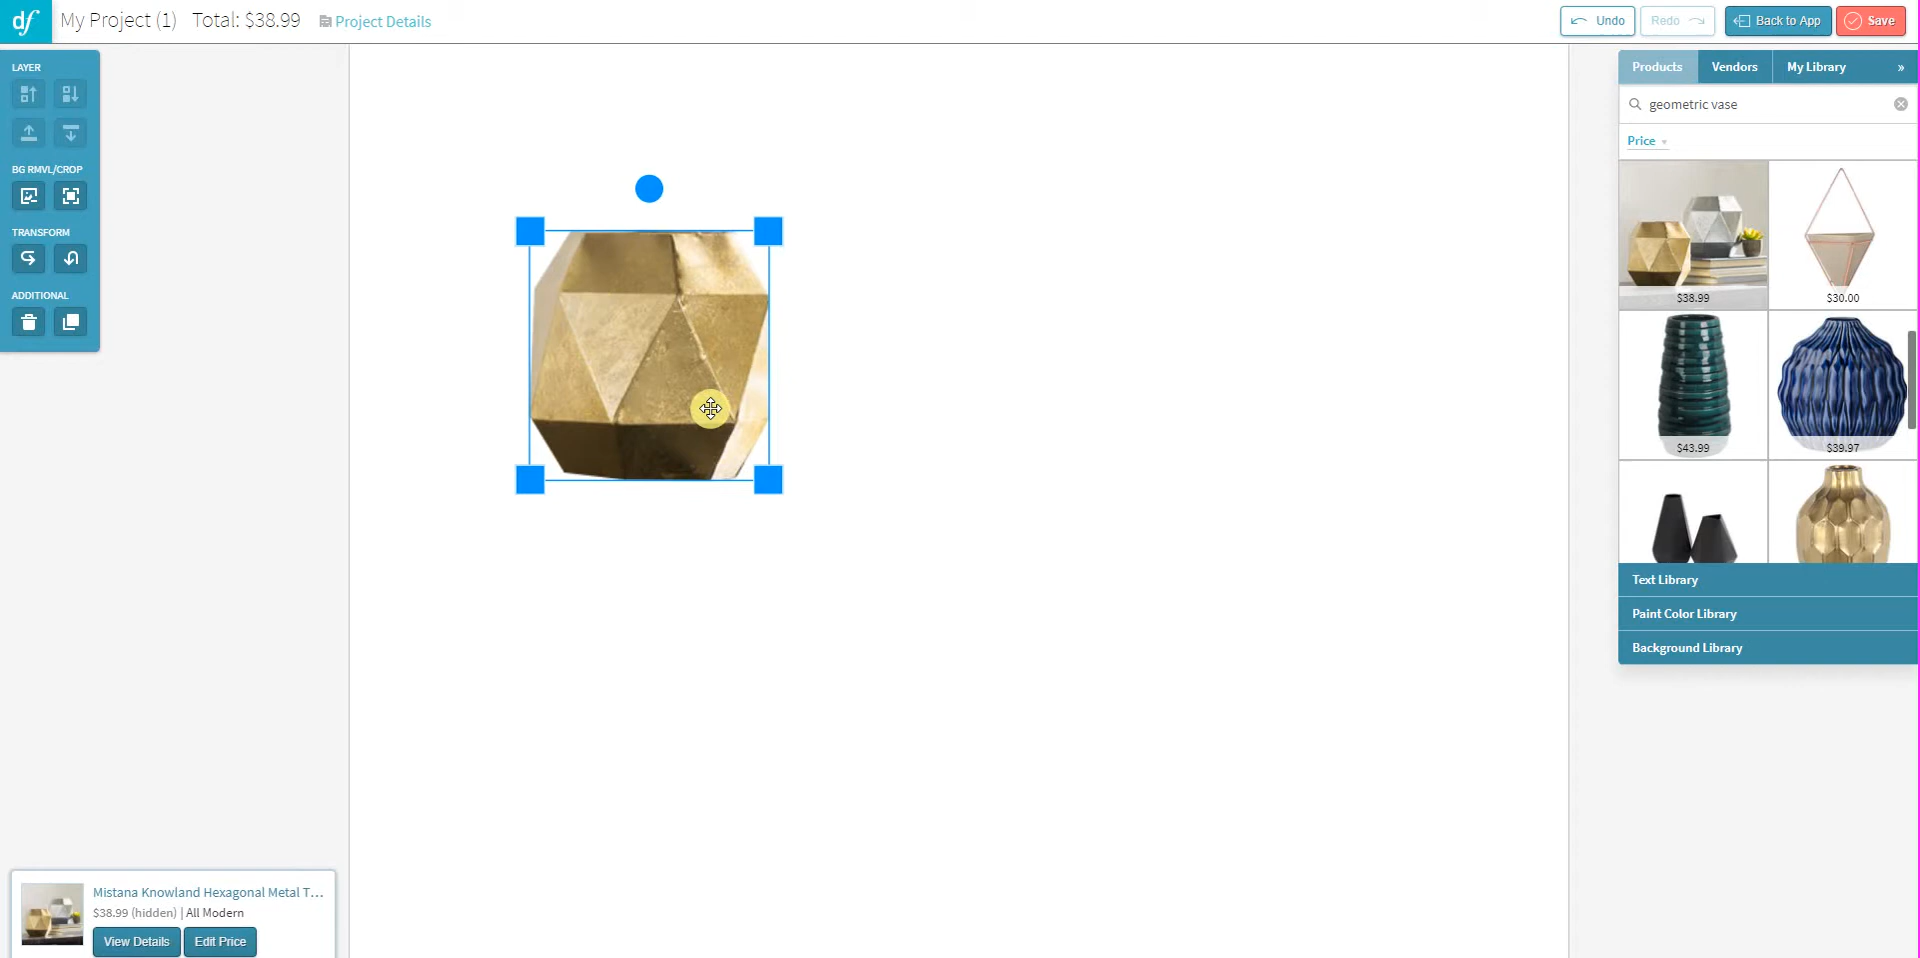 df My Project (1) Total: $38.99 Project Details Undo Redo Back to App Save
LAYER
BG RMVL/CROP
TRANSFORM
ADDITIONAL
Products Vendors My Library »
geometric vase
Price
$38.99 $30.00
$43.99 $39.97
Text Library
Paint Color Library
Background Library
Mistana Knowland Hexagonal Metal T...
$38.99 (hidden) | All Modern
View Details Edit Price